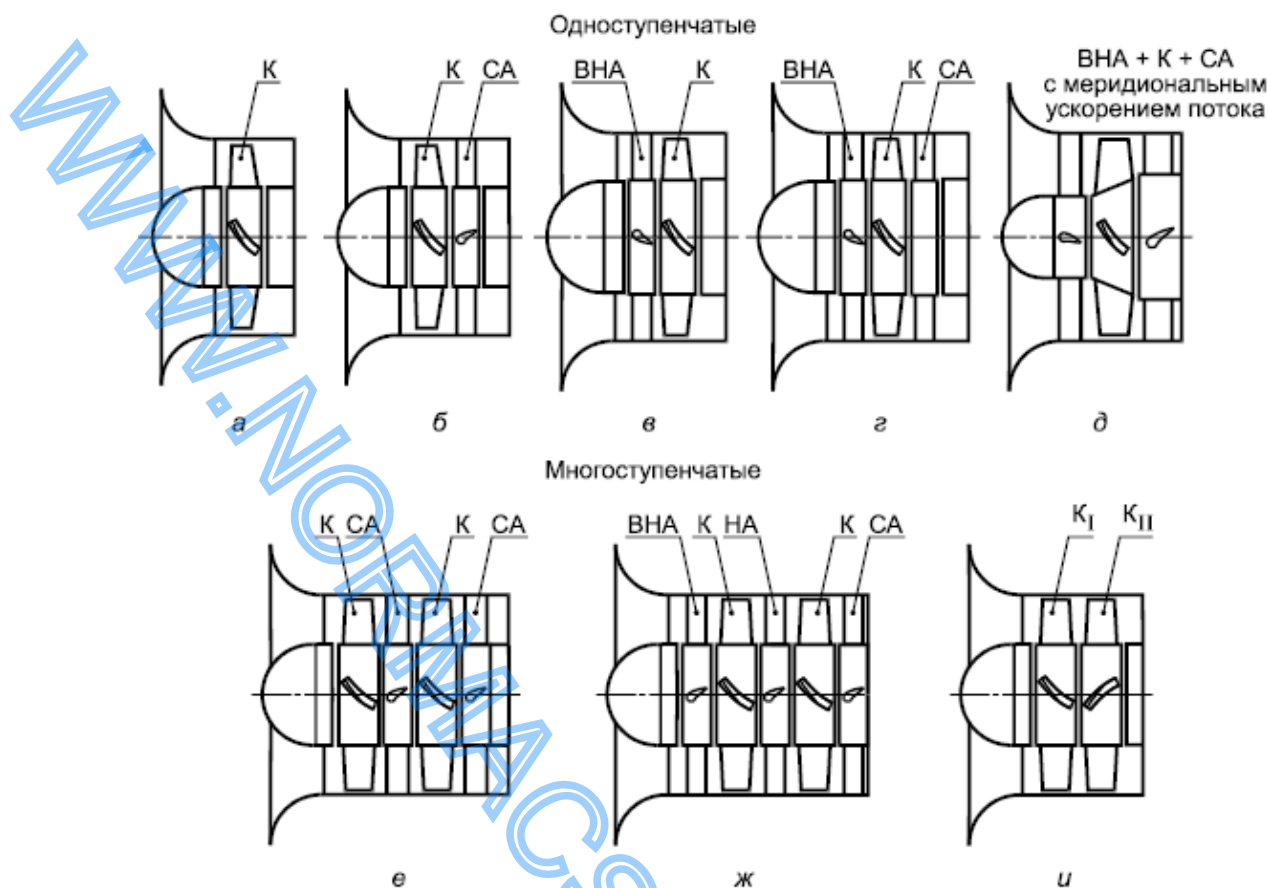 Одноступенчатые
К
К СА
ВНА К
ВНА К СА
ВНА + К + СА
с меридиональным
ускорением потока
а б в г д
Многоступенчатые
К СА К СА
ВНА К НА К СА
КI КII
е ж и
WWW.NORMACS